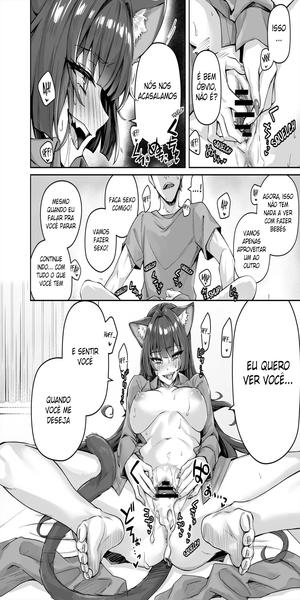 ISSO
...
É BEM
ÓBVIO,
NÃO É?
NÓS NOS
ACASALAMOS
AGORA, ISSO NÃO
TEM NADA A
VER COM FAZER
BEBÊS
VAMOS
APENAS
APROVEITAR UM
AO OUTRO
FAÇA SEXO
COMIGO!
VAMOS
FAZER SEXO!
MESMO
QUANDO EU
FALAR PRA
VOCÊ PARAR
CONTINUE
INDO... COM
TUDO O QUE
VOCÊ TEM
EU QUERO
VER VOCÊ...
E SENTIR
VOCÊ
QUANDO
VOCÊ ME
DESEJA